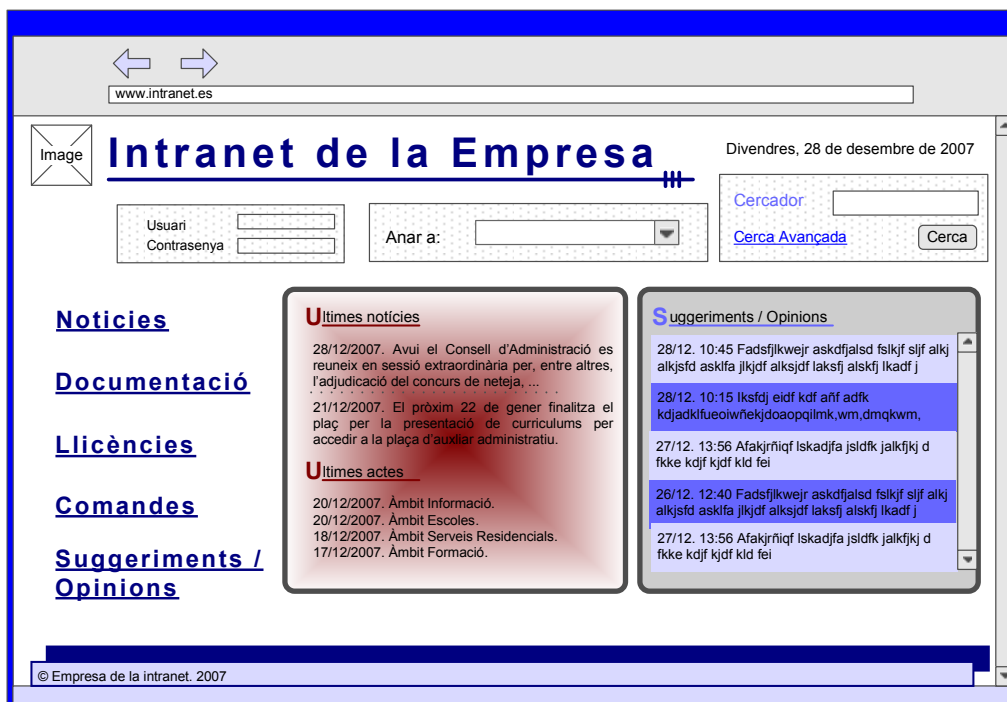 www.intranet.es
Image
Intranet de la Empresa
Divendres, 28 de desembre de 2007
Usuari
Contrasenya
Anar a:
Cercador
Cerca Avançada
Cerca
Noticies
Documentació
Llicències
Comandes
Suggeriments /
Opinions
Ultimes notícies
28/12/2007. Avui el Consell d'Administració es
reuneix en sessió extraordinària per, entre altres,
l'adjudicació del concurs de neteja, ...
21/12/2007. El pròxim 22 de gener finalitza el
plaç per la presentació de curriculums per
accedir a la plaça d'auxliar administratiu.
Ultimes actes
20/12/2007. Àmbit Informació.
20/12/2007. Àmbit Escoles.
18/12/2007. Àmbit Serveis Residencials.
17/12/2007. Àmbit Formació.
Suggeriments / Opinions
28/12. 10:45 Fadsfjlkwejr askdfjalsd fslkjf sljf alkj
alkjsfd asklfa jlkjdf alksjdf laksfj alskfj lkadf j
28/12. 10:15 Iksfdj eidf kdf añf adfk
kdjadklfueoiwñekjdoaopqilmk,wm,dmqkwm,
27/12. 13:56 Afakjrñiqf lskadjfa jsldfk jalkfjkj d
fkke kdjf kjdf kld fei
26/12. 12:40 Fadsfjlkwejr askdfjalsd fslkjf sljf alkj
alkjsfd asklfa jlkjdf alksjdf laksfj alskfj lkadf j
27/12. 13:56 Afakjrñiqf lskadjfa jsldfk jalkfjkj d
fkke kdjf kjdf kld fei
© Empresa de la intranet. 2007